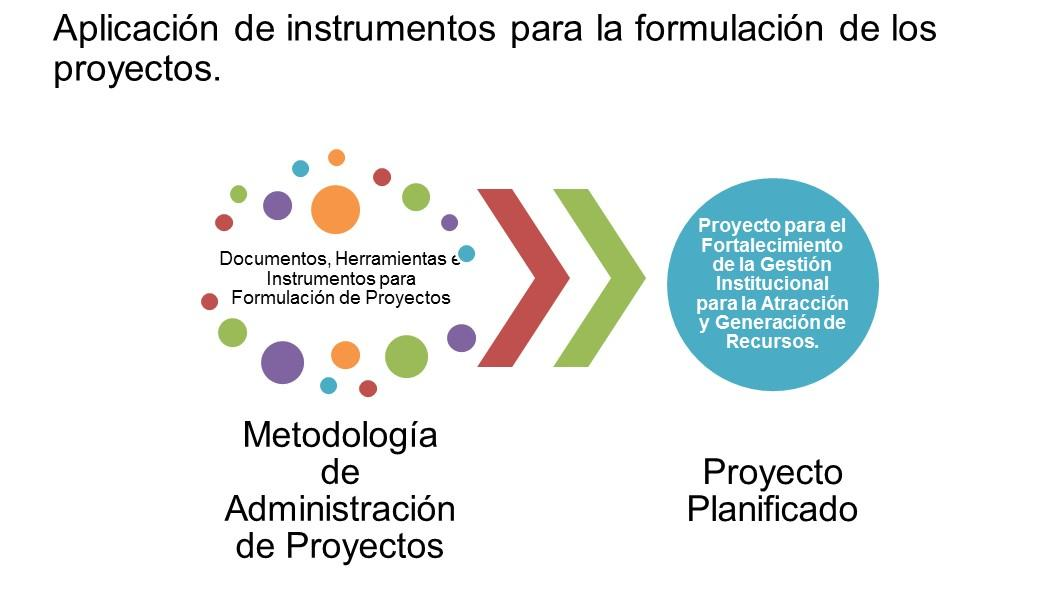 Aplicación de instrumentos para la formulación de los
proyectos.
Documentos, Herramientas e
Instrumentos para
Formulación de Proyectos
Proyecto para el
Fortalecimiento
de la Gestión
Institucional
para la Atracción
y Generación de
Recursos.
Metodología
de
Administración
de Proyectos
Proyecto
Planificado